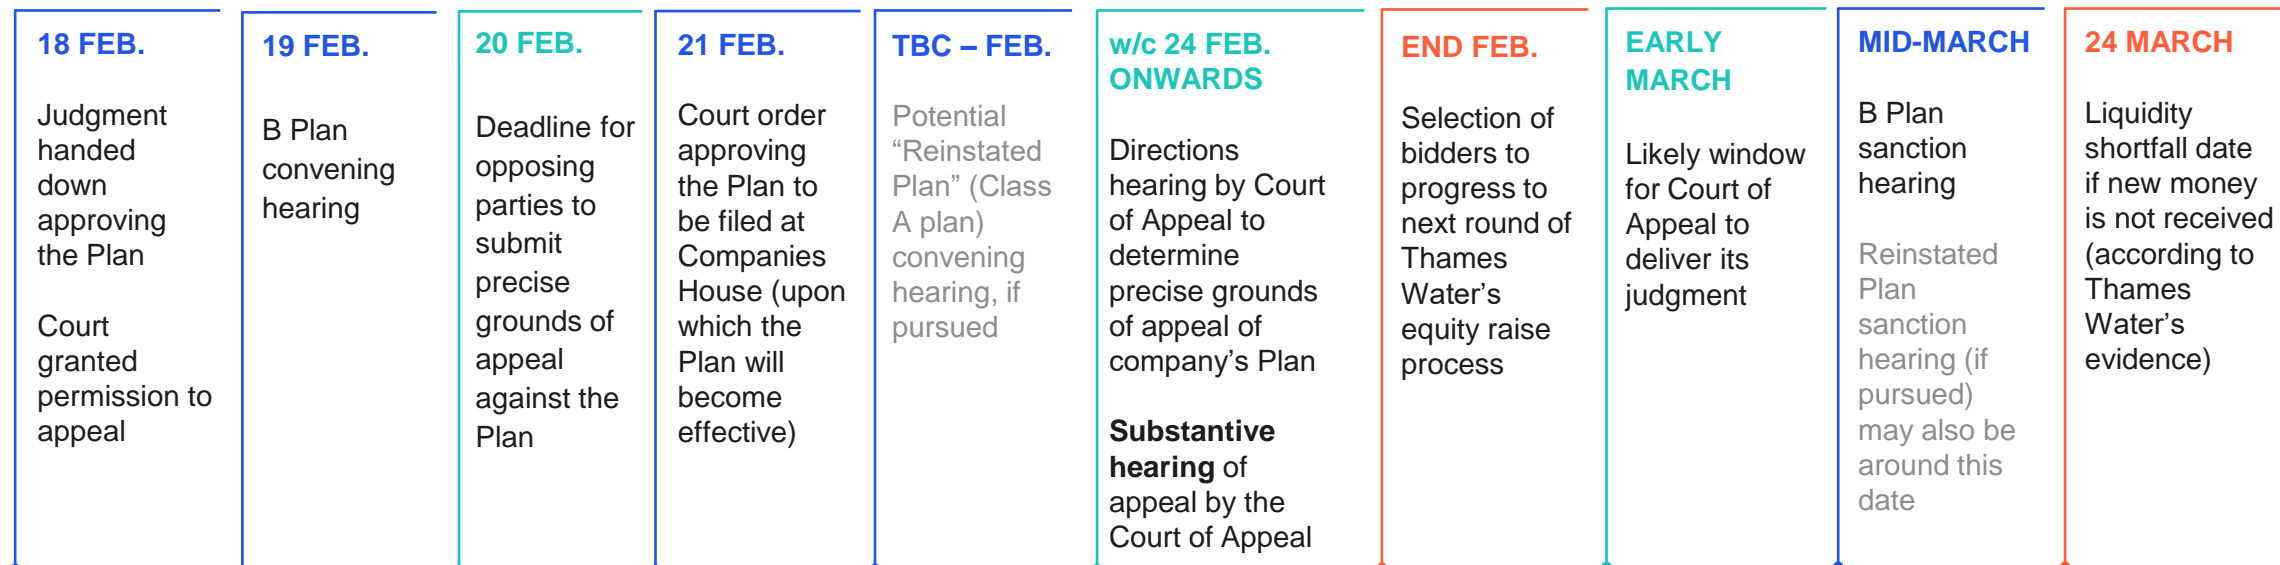 18 FEB.
Judgment
handed
down
approving
the Plan
Court
granted
permission to
appeal
19 FEB.
B Plan
convening
hearing
20 FEB.
Deadline for
opposing
parties to
submit
precise
grounds of
appeal
against the
Plan
21 FEB.
Court order
approving
the Plan to
be filed at
Companies
House (upon
which the
Plan will
become
effective)
TBC – FEB.
Potential
“Reinstated
Plan” (Class
A plan)
convening
hearing, if
pursued
w/c 24 FEB.
ONWARDS
Directions
hearing by Court
of Appeal to
determine
precise grounds
of appeal of
company’s Plan
Substantive
hearing of
appeal by the
Court of Appeal
END FEB.
Selection of
bidders to
progress to
next round of
Thames
Water’s
equity raise
process
EARLY
MARCH
Likely window
for Court of
Appeal to
deliver its
judgment
MID-MARCH
B Plan
sanction
hearing
Reinstated
Plan
sanction
hearing (if
pursued)
may also be
around this
date
24 MARCH
Liquidity
shortfall date
if new money
is not received
(according to
Thames
Water’s
evidence)